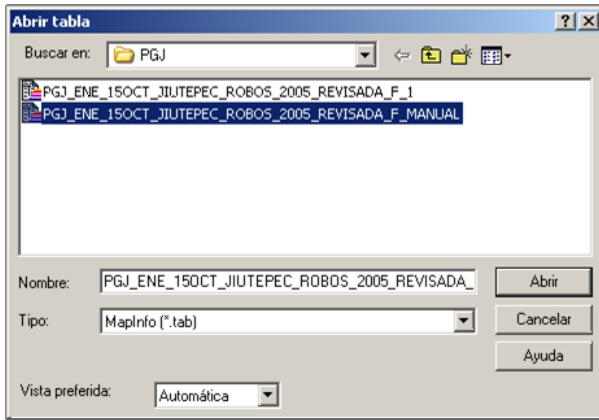 Abrir tabla
Buscar en: PGJ
PGJ_ENE_15OCT_JIUTEPEC_ROBOS_2005_REVISADA_F_1
PGJ_ENE_15OCT_JIUTEPEC_ROBOS_2005_REVISADA_F_MANUAL
Nombre: PGJ_ENE_15OCT_JIUTEPEC_ROBOS_2005_REVISADA_ Abrir
Tipo: MapInfo (*.tab) Cancelar
Ayuda
Vista preferida: Automática